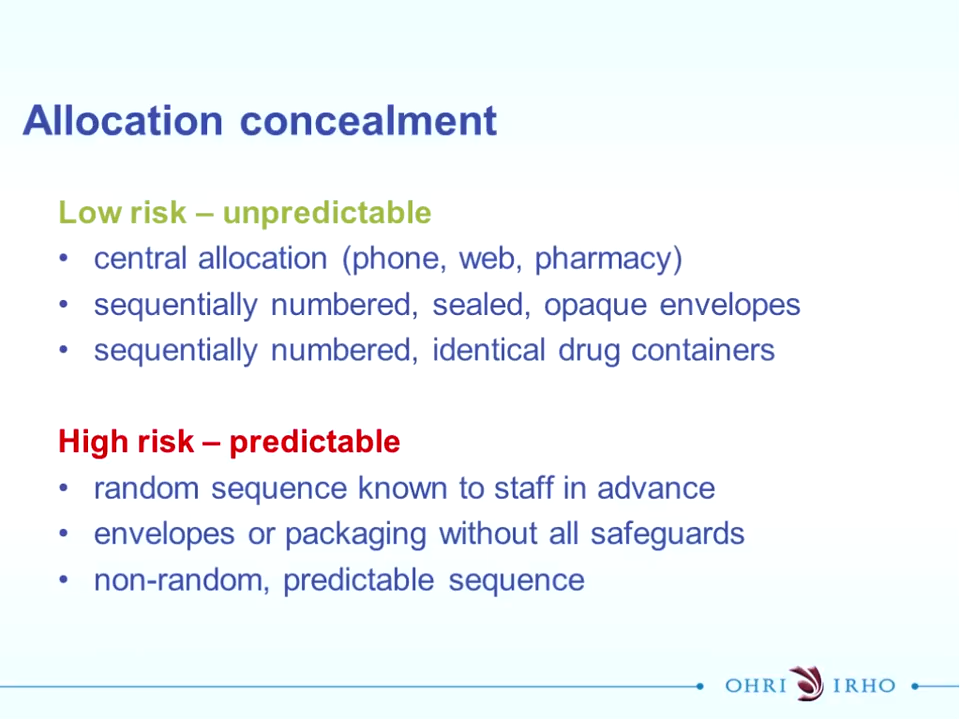 Allocation concealment
Low risk – unpredictable
• central allocation (phone, web, pharmacy)
• sequentially numbered, sealed, opaque envelopes
• sequentially numbered, identical drug containers
High risk – predictable
• random sequence known to staff in advance
• envelopes or packaging without all safeguards
• non-random, predictable sequence
OHRI IRHO